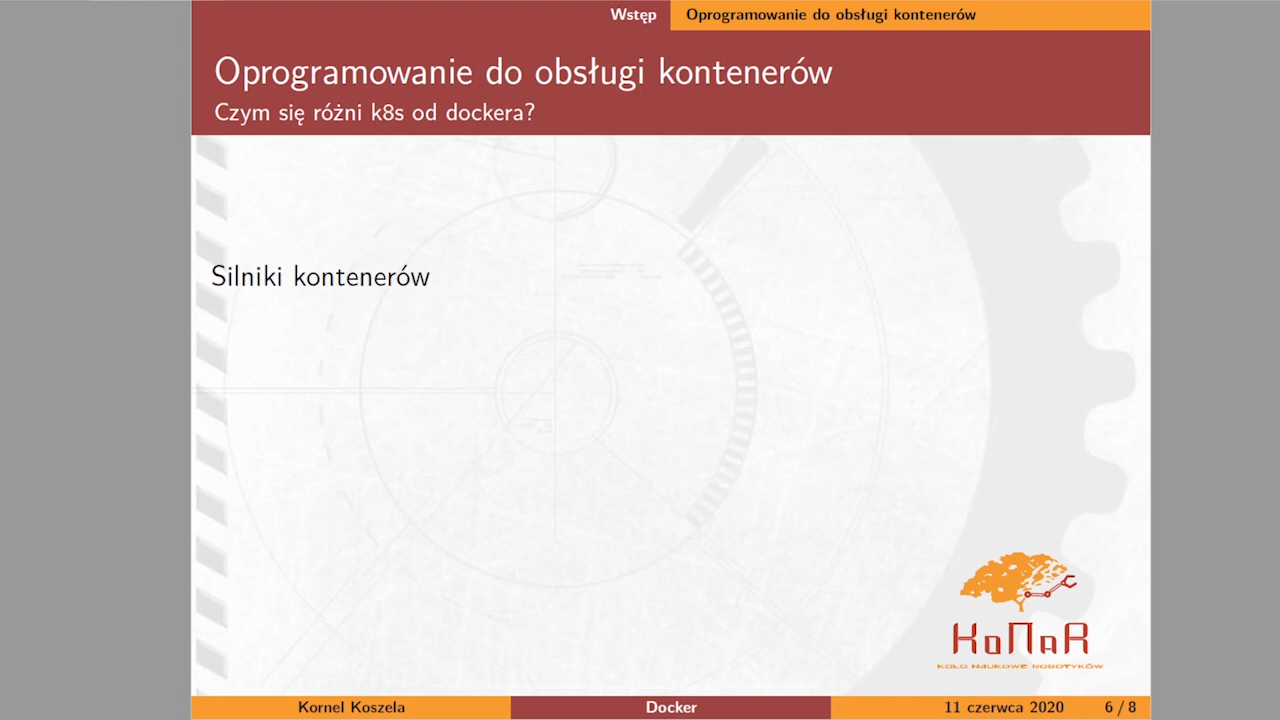 Wstęp
Oprogramowanie do obsługi kontenerów
Oprogramowanie do obsługi kontenerów
Czym się różni k8s od dockera?
Silniki kontenerów
KoNaR
KOŁO NAUKOWE ROBOTYKÓW
Kornel Koszela
Docker
11 czerwca 2020
6 / 8